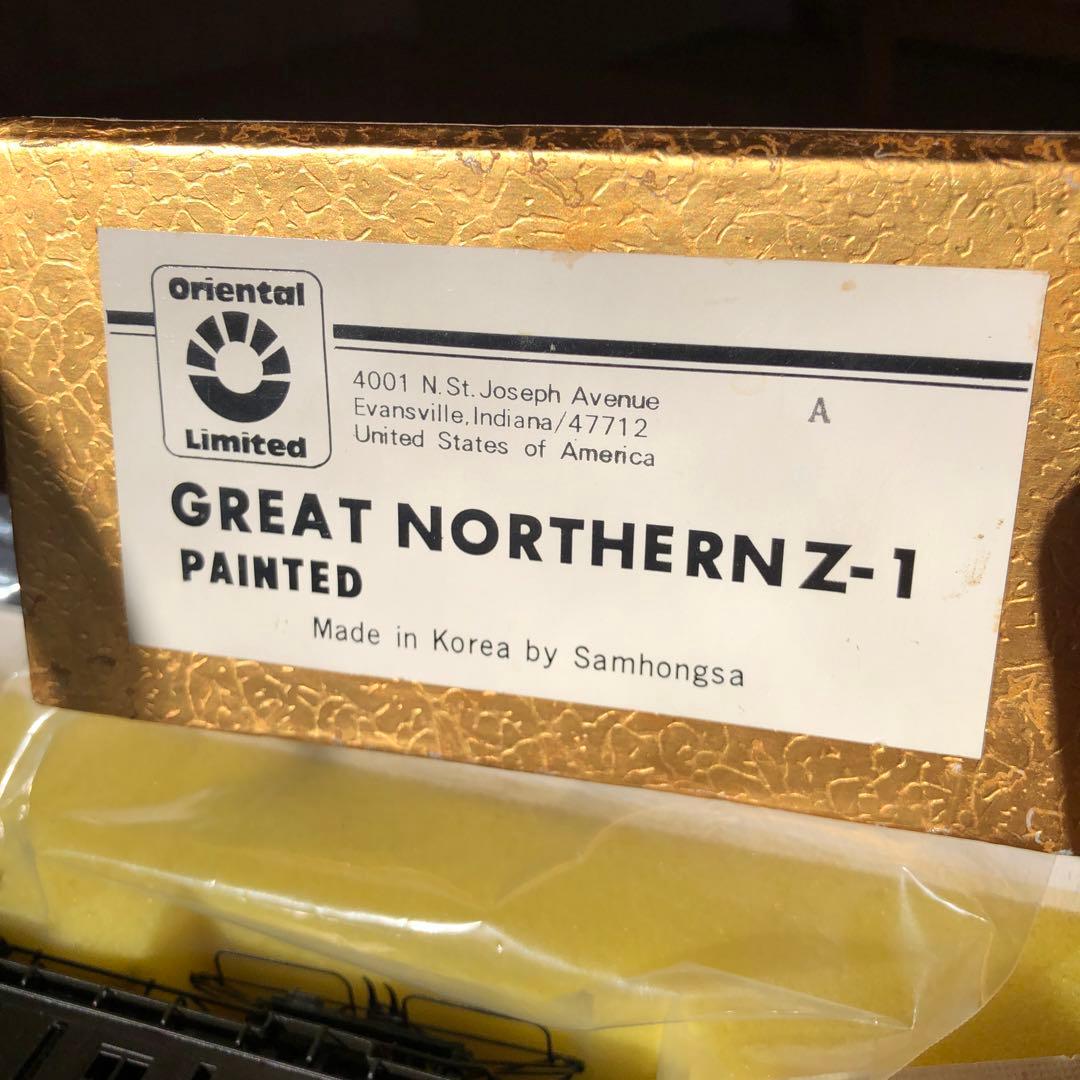 Oriental
Limited
4001 N.St.Joseph Avenue
Evansville,Indiana/47712
United States of America
A
GREAT NORTHERN Z-1
PAINTED
Made in Korea by Samhongsa